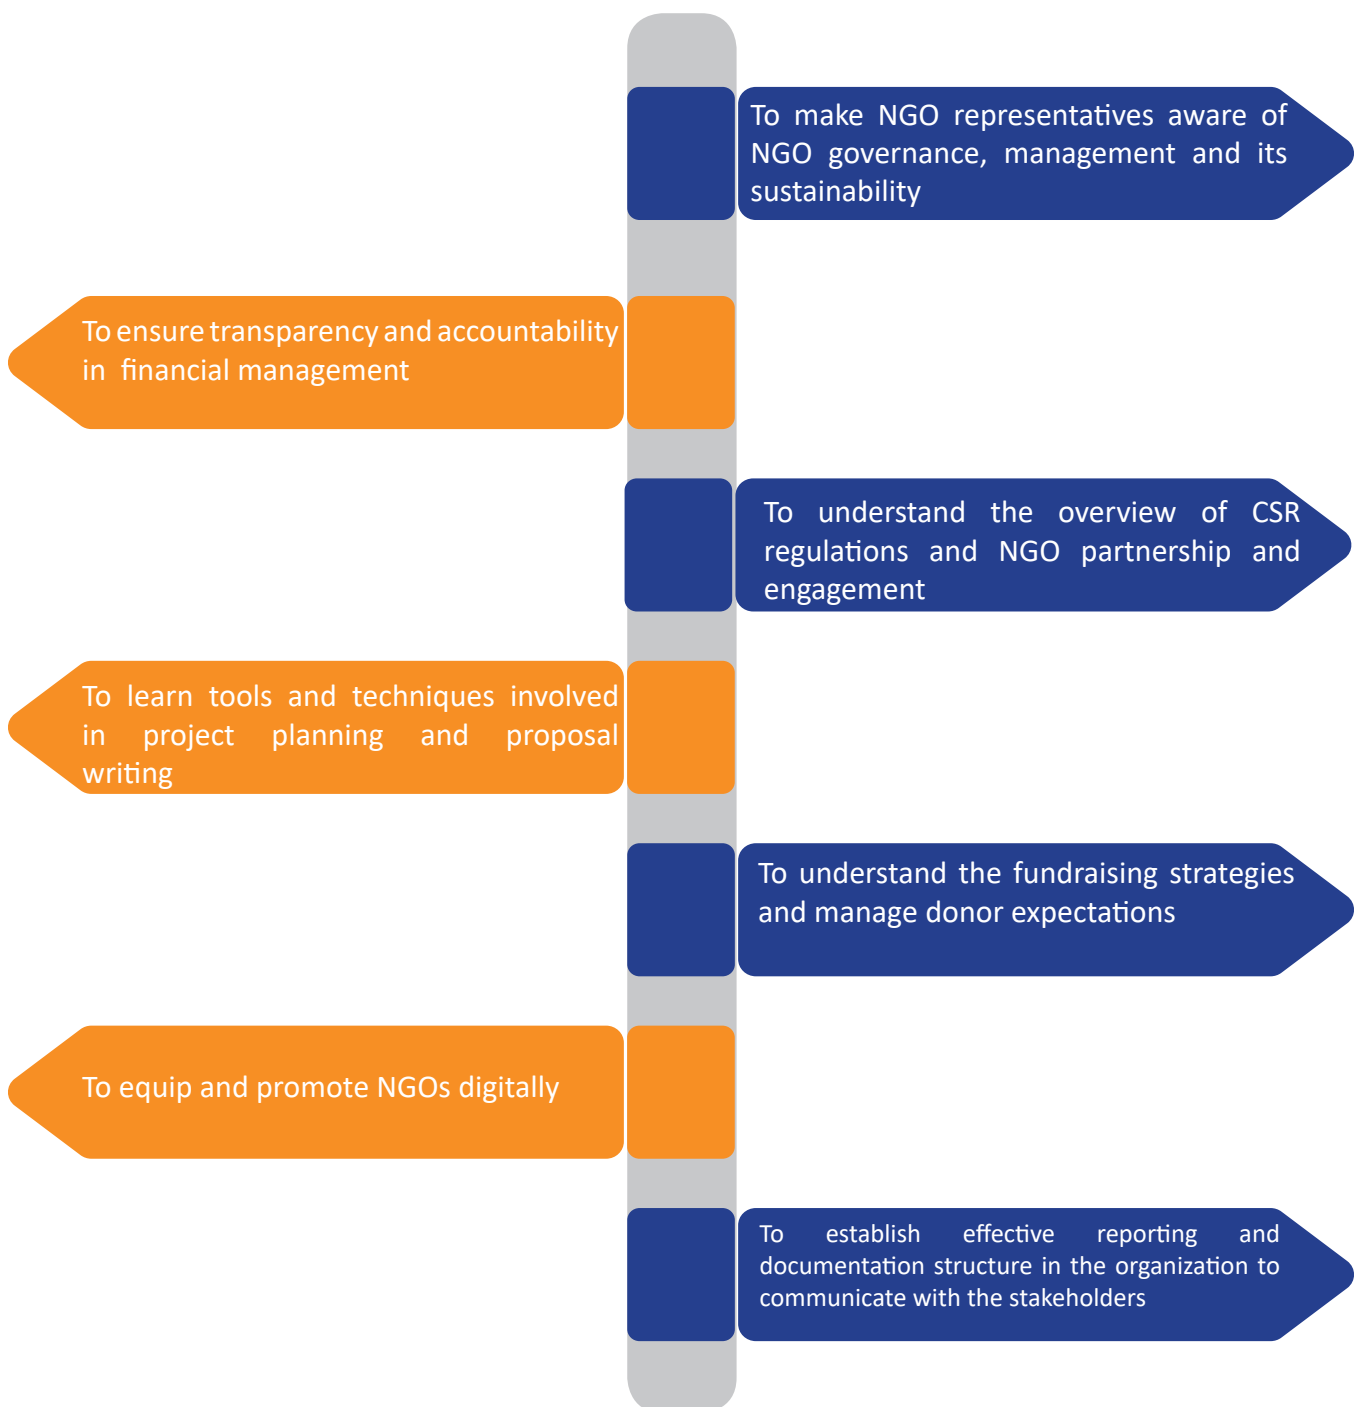 To make NGO representatives aware of
NGO governance, management and its
sustainability
To ensure transparency and accountability
in financial management
To understand the overview of CSR
regulations and NGO partnership and
engagement
To learn tools and techniques involved
in project planning and proposal
writing
To understand the fundraising strategies
and manage donor expectations
To equip and promote NGOs digitally
To establish effective reporting and
documentation structure in the organization to
communicate with the stakeholders